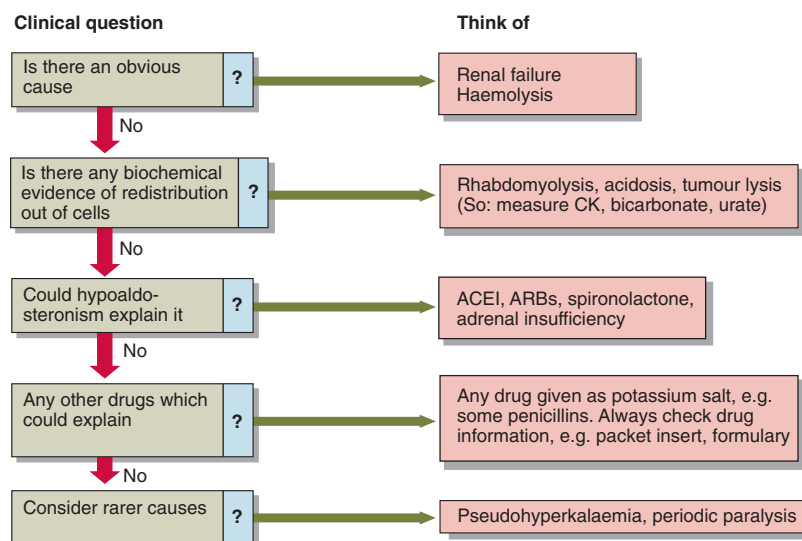 Clinical question
Think of
Is there an obvious
cause
?
Renal failure
Haemolysis
No
Is there any biochemical
evidence of redistribution
out of cells
?
Rhabdomyolysis, acidosis, tumour lysis
(So: measure CK, bicarbonate, urate)
No
Could hypoaldo-
steronism explain it
?
ACEI, ARBs, spironolactone,
adrenal insufficiency
No
Any other drugs which
could explain
?
Any drug given as potassium salt, e.g.
some penicillins. Always check drug
information, e.g. packet insert, formulary
No
Consider rarer causes
?
Pseudohyperkalaemia, periodic paralysis